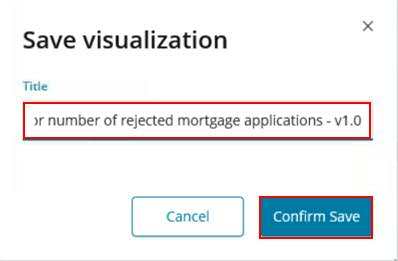 Save visualization
Title
or number of rejected mortgage applications - v1.0
Cancel
Confirm Save